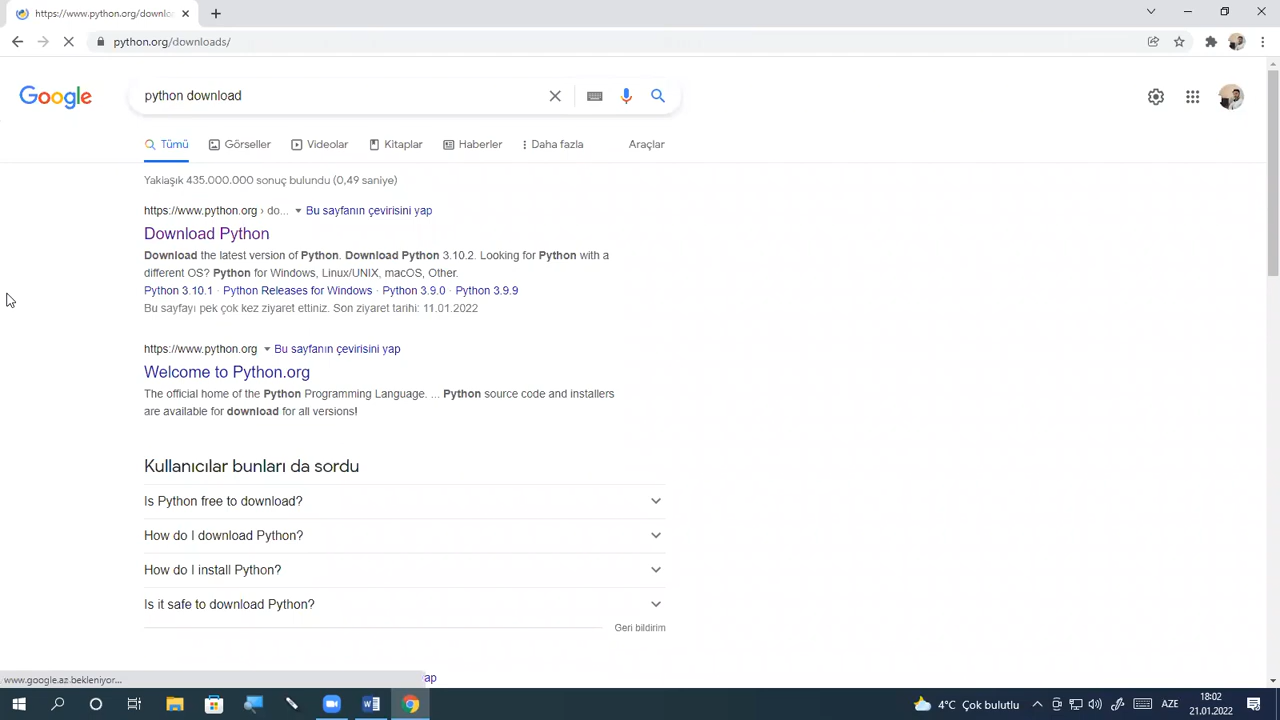 https://www.python.org/downlo
python.org/downloads/
Google
python download
Tümü Görseller Videolar Kitaplar Haberler Daha fazla Araçlar
Yaklaşık 435.000.000 sonuç bulundu (0,49 saniye)
https://www.python.org › do... Bu sayfanın çevirisini yap
Download Python
Download the latest version of Python. Download Python 3.10.2. Looking for Python with a
different OS? Python for Windows, Linux/UNIX, macOS, Other.
Python 3.10.1 · Python Releases for Windows · Python 3.9.0 · Python 3.9.9
Bu sayfayı pek çok kez ziyaret ettiniz. Son ziyaret tarihi: 11.01.2022
https://www.python.org Bu sayfanın çevirisini yap
Welcome to Python.org
The official home of the Python Programming Language. ... Python source code and installers
are available for download for all versions!
Kullanıcılar bunları da sordu
Is Python free to download?
How do I download Python?
How do I install Python?
Is it safe to download Python?
Geri bildirim
www.google.az bekleniyor... ap
4°C Çok bulutlu AZE 18:02
21.01.2022